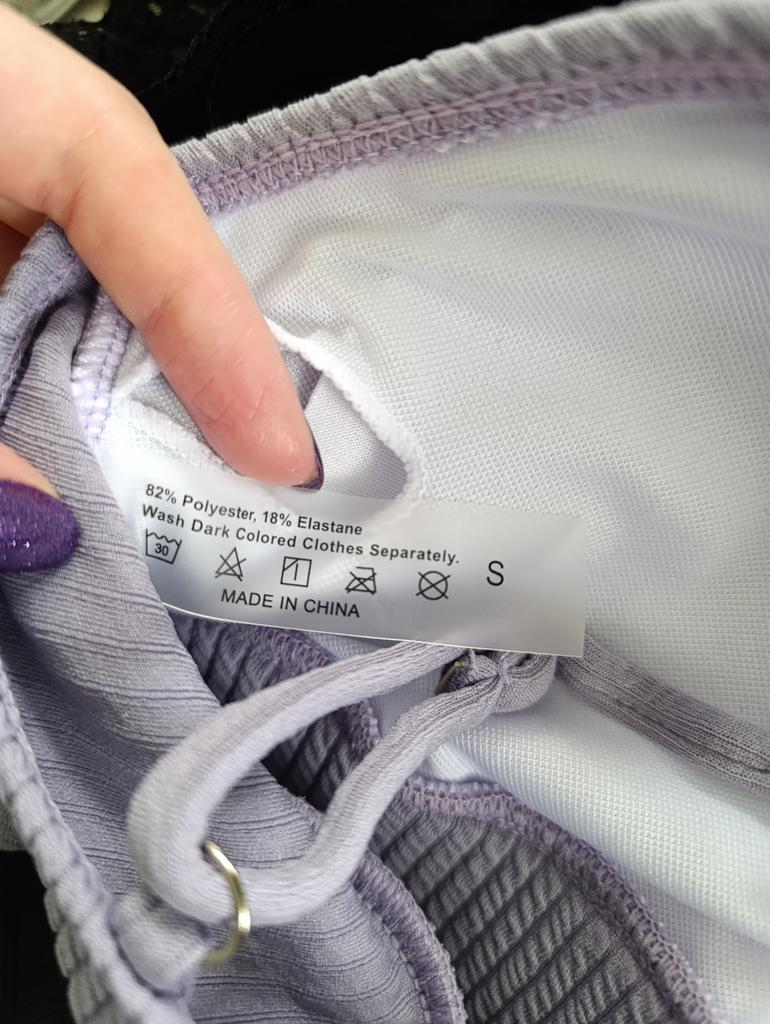 82% Polyester, 18% Elastane
Wash Dark Colored Clothes Separately.
30
S
MADE IN CHINA